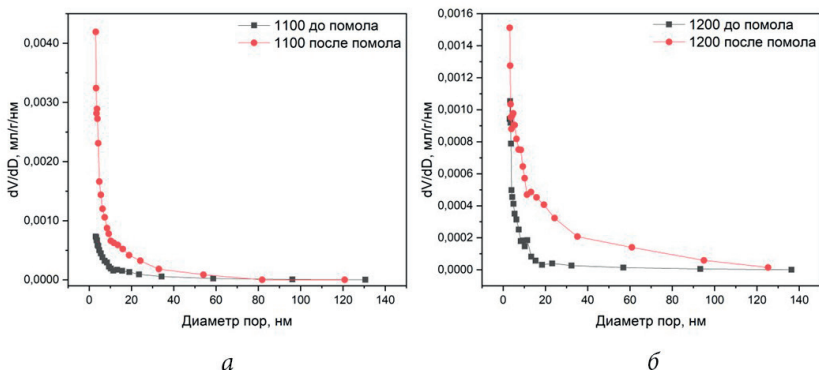 1100 до помола
1100 после помола
dV/dD, мл/г/нм
0,0040
0,0030
0,0020
0,0010
0,0000
0 20 40 60 80 100 120 140
Диаметр пор, нм
а
1200 до помола
1200 после помола
dV/dD, мл/г/нм
0,0016
0,0014
0,0012
0,0010
0,0008
0,0006
0,0004
0,0002
0,0000
0 20 40 60 80 100 120 140
Диаметр пор, нм
б